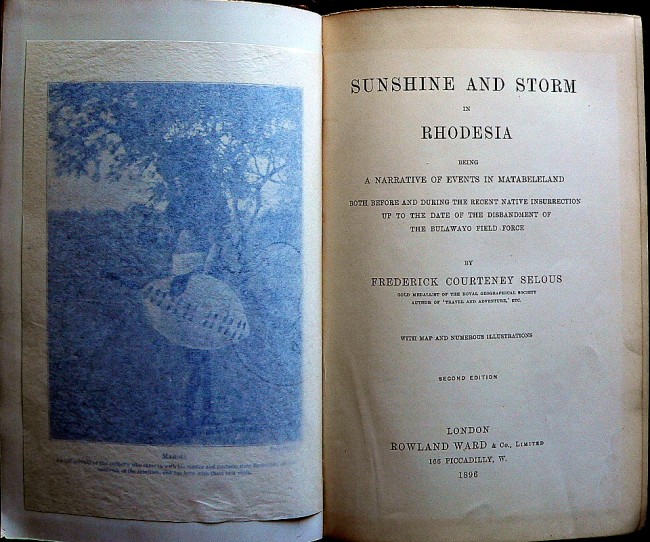 SUNSHINE AND STORM
IN
RHODESIA
BEING
A NARRATIVE OF EVENTS IN MATABELELAND
BOTH BEFORE AND DURING THE RECENT NATIVE INSURRECTION
UP TO THE DATE OF THE DISBANDMENT OF
THE BULAWAYO FIELD FORCE
BY
FREDERICK COURTENEY SELOUS
GOLD MEDALLIST OF THE ROYAL GEOGRAPHICAL SOCIETY
AUTHOR OF 'TRAVEL AND ADVENTURE,' ETC.
WITH MAP AND NUMEROUS ILLUSTRATIONS
SECOND EDITION
LONDON
ROWLAND WARD & Co., LIMITED
166 PICCADILLY, W.
1896